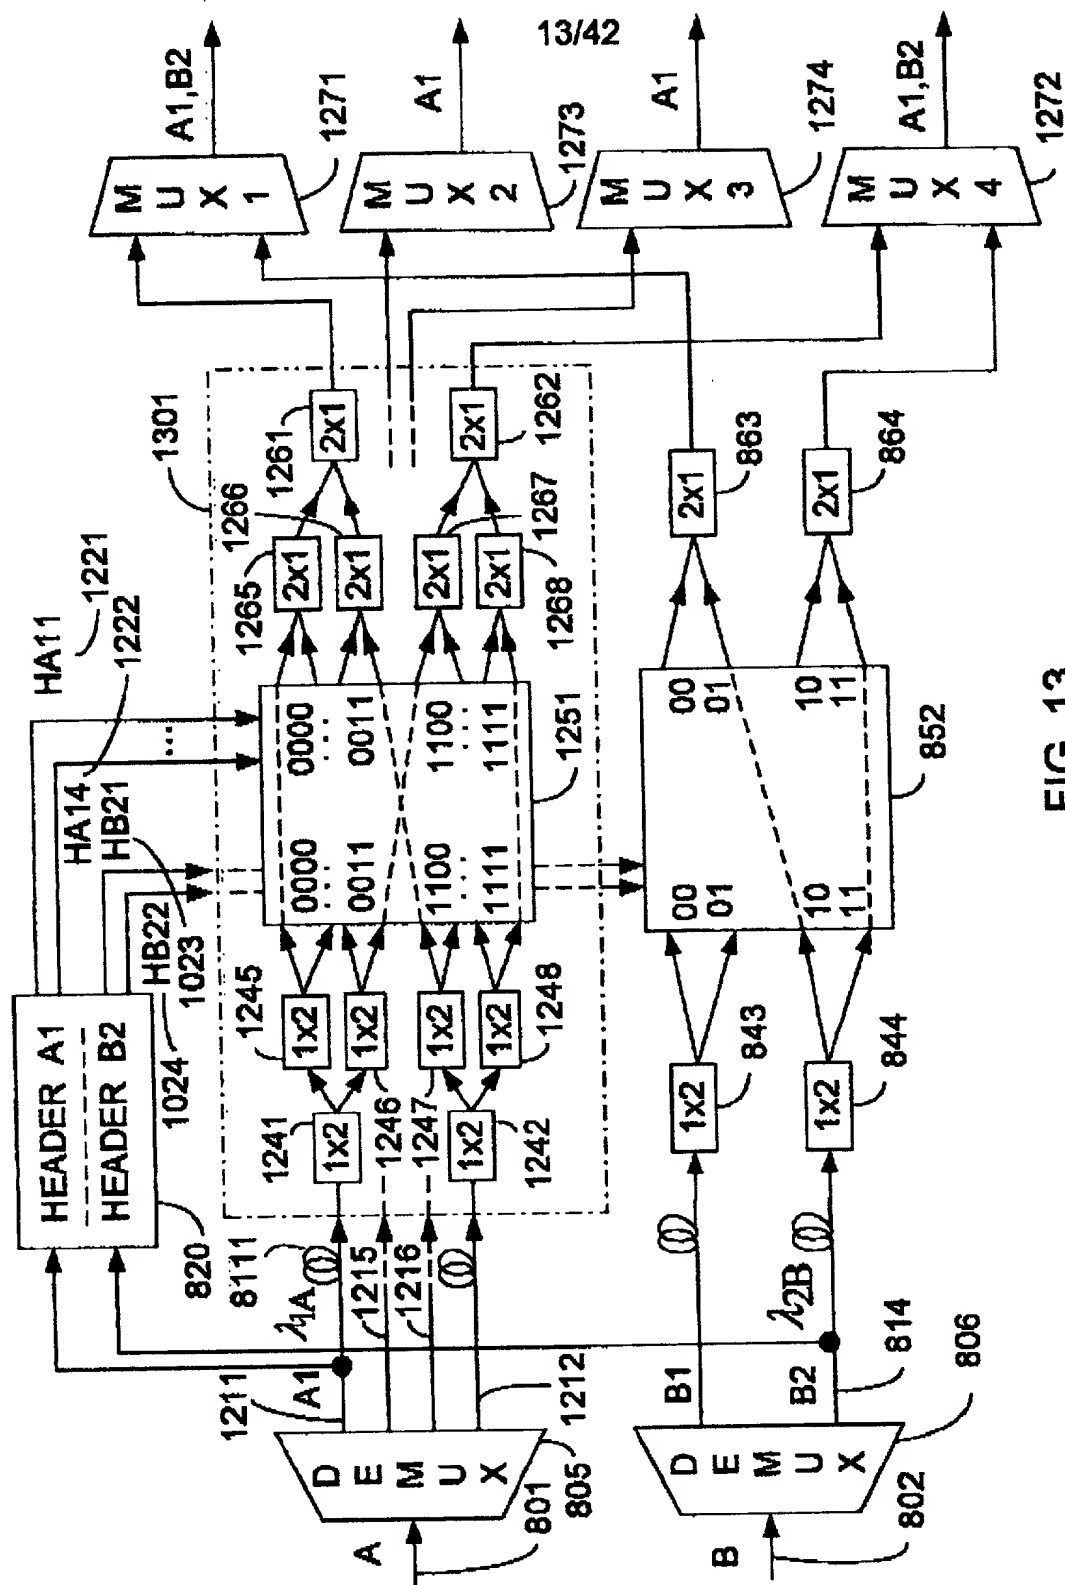 13/42
A1,B2
A1
A1
A1,B2
MUX 1
MUX 2
MUX 3
MUX 4
1271
1273
1274
1272
1301
1261
2x1
2x1
1262
1266
1265
2x1
2x1
2x1
2x1
1267
1268
2x1
863
2x1
864
HA11
1221
HA14
1222
HB21
1023
HB22
1024
...
0000
...
0011
1100
...
1111
0000
...
0011
1100
...
1111
1251
00
01
10
11
00
01
10
11
852
HEADER A1
HEADER B2
820
1245
1x2
1x2
1x2
1x2
1248
1241
1x2
1246
1247
1x2
1242
1x2
843
1x2
844
8111
λ1A
1215
1216
λ2B
1211
A1
1212
B1
B2
814
806
DEMUX
805
DEMUX
A
801
B
802
FIG. 13